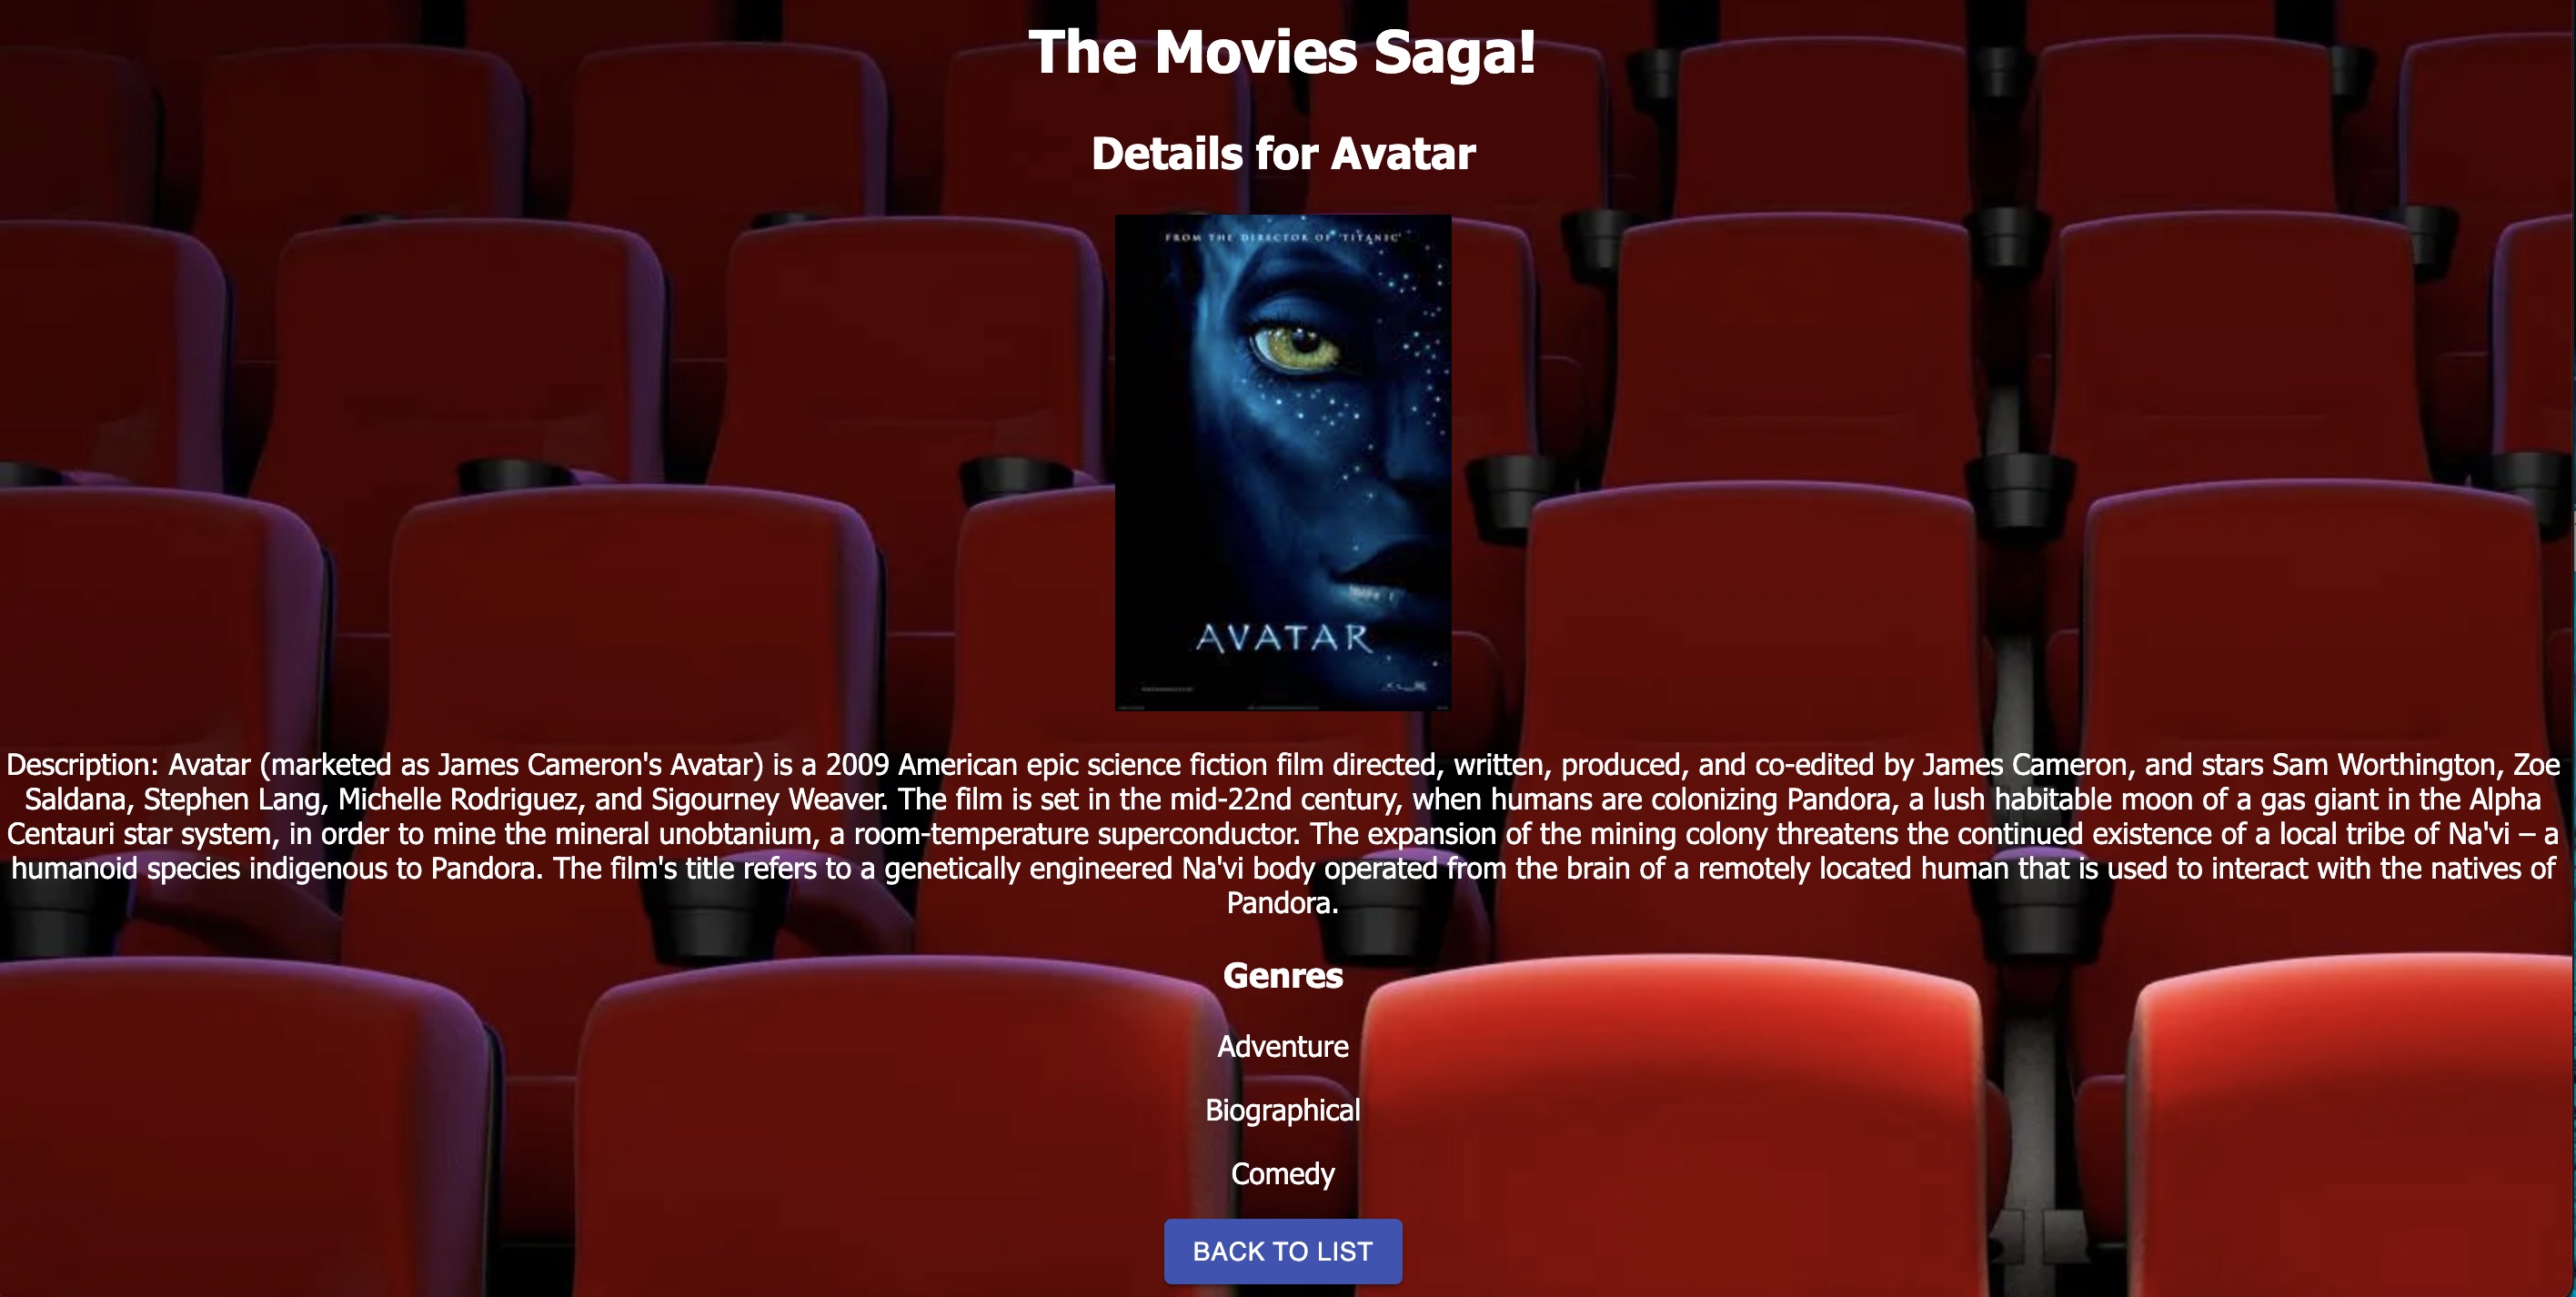 The Movies Saga!
Details for Avatar
FROM THE DIRECTOR OF 'TITANIC'
AVATAR
Description: Avatar (marketed as James Cameron's Avatar) is a 2009 American epic science fiction film directed, written, produced, and co-edited by James Cameron, and stars Sam Worthington, Zoe
Saldana, Stephen Lang, Michelle Rodriguez, and Sigourney Weaver. The film is set in the mid-22nd century, when humans are colonizing Pandora, a lush habitable moon of a gas giant in the Alpha
Centauri star system, in order to mine the mineral unobtanium, a room-temperature superconductor. The expansion of the mining colony threatens the continued existence of a local tribe of Na'vi – a
humanoid species indigenous to Pandora. The film's title refers to a genetically engineered Na'vi body operated from the brain of a remotely located human that is used to interact with the natives of
Pandora.
Genres
Adventure
Biographical
Comedy
BACK TO LIST